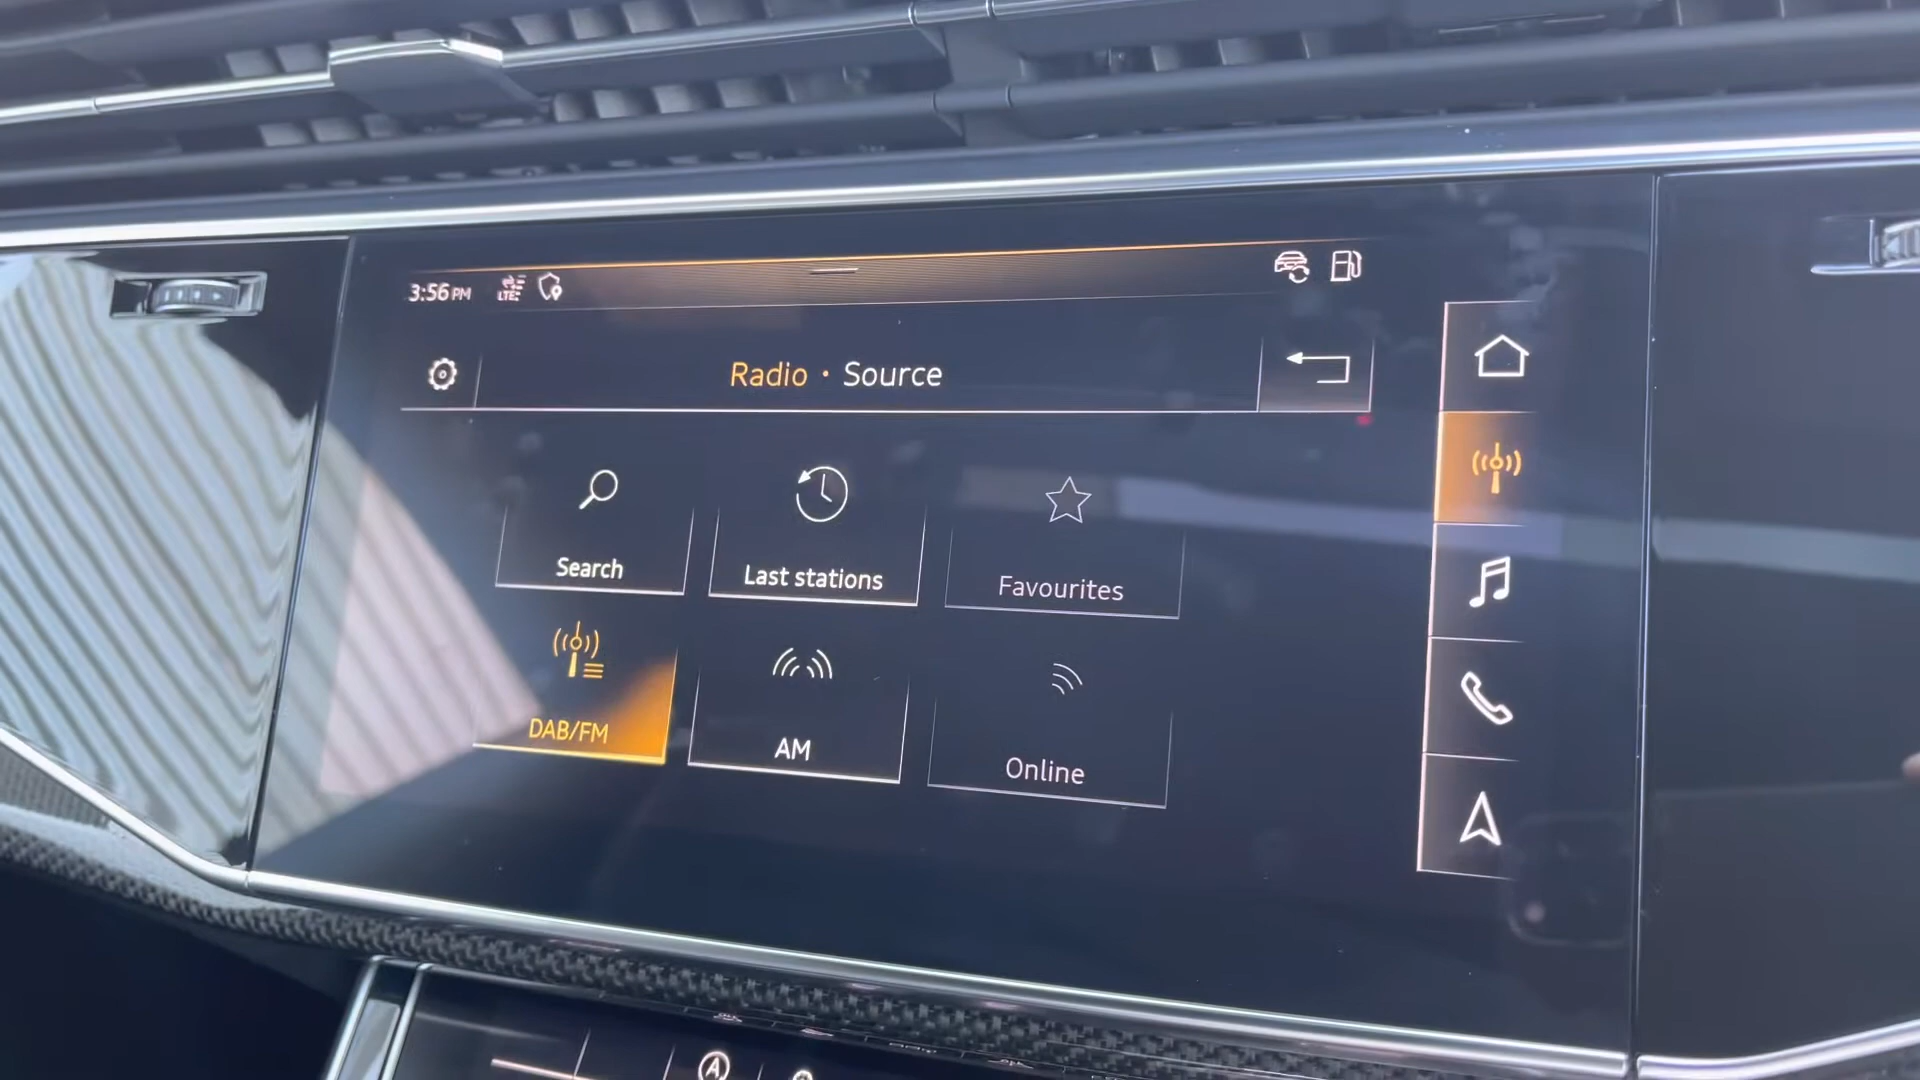 3:56 PM LTE
Radio • Source
Search
Last stations
Favourites
DAB/FM
AM
Online
A